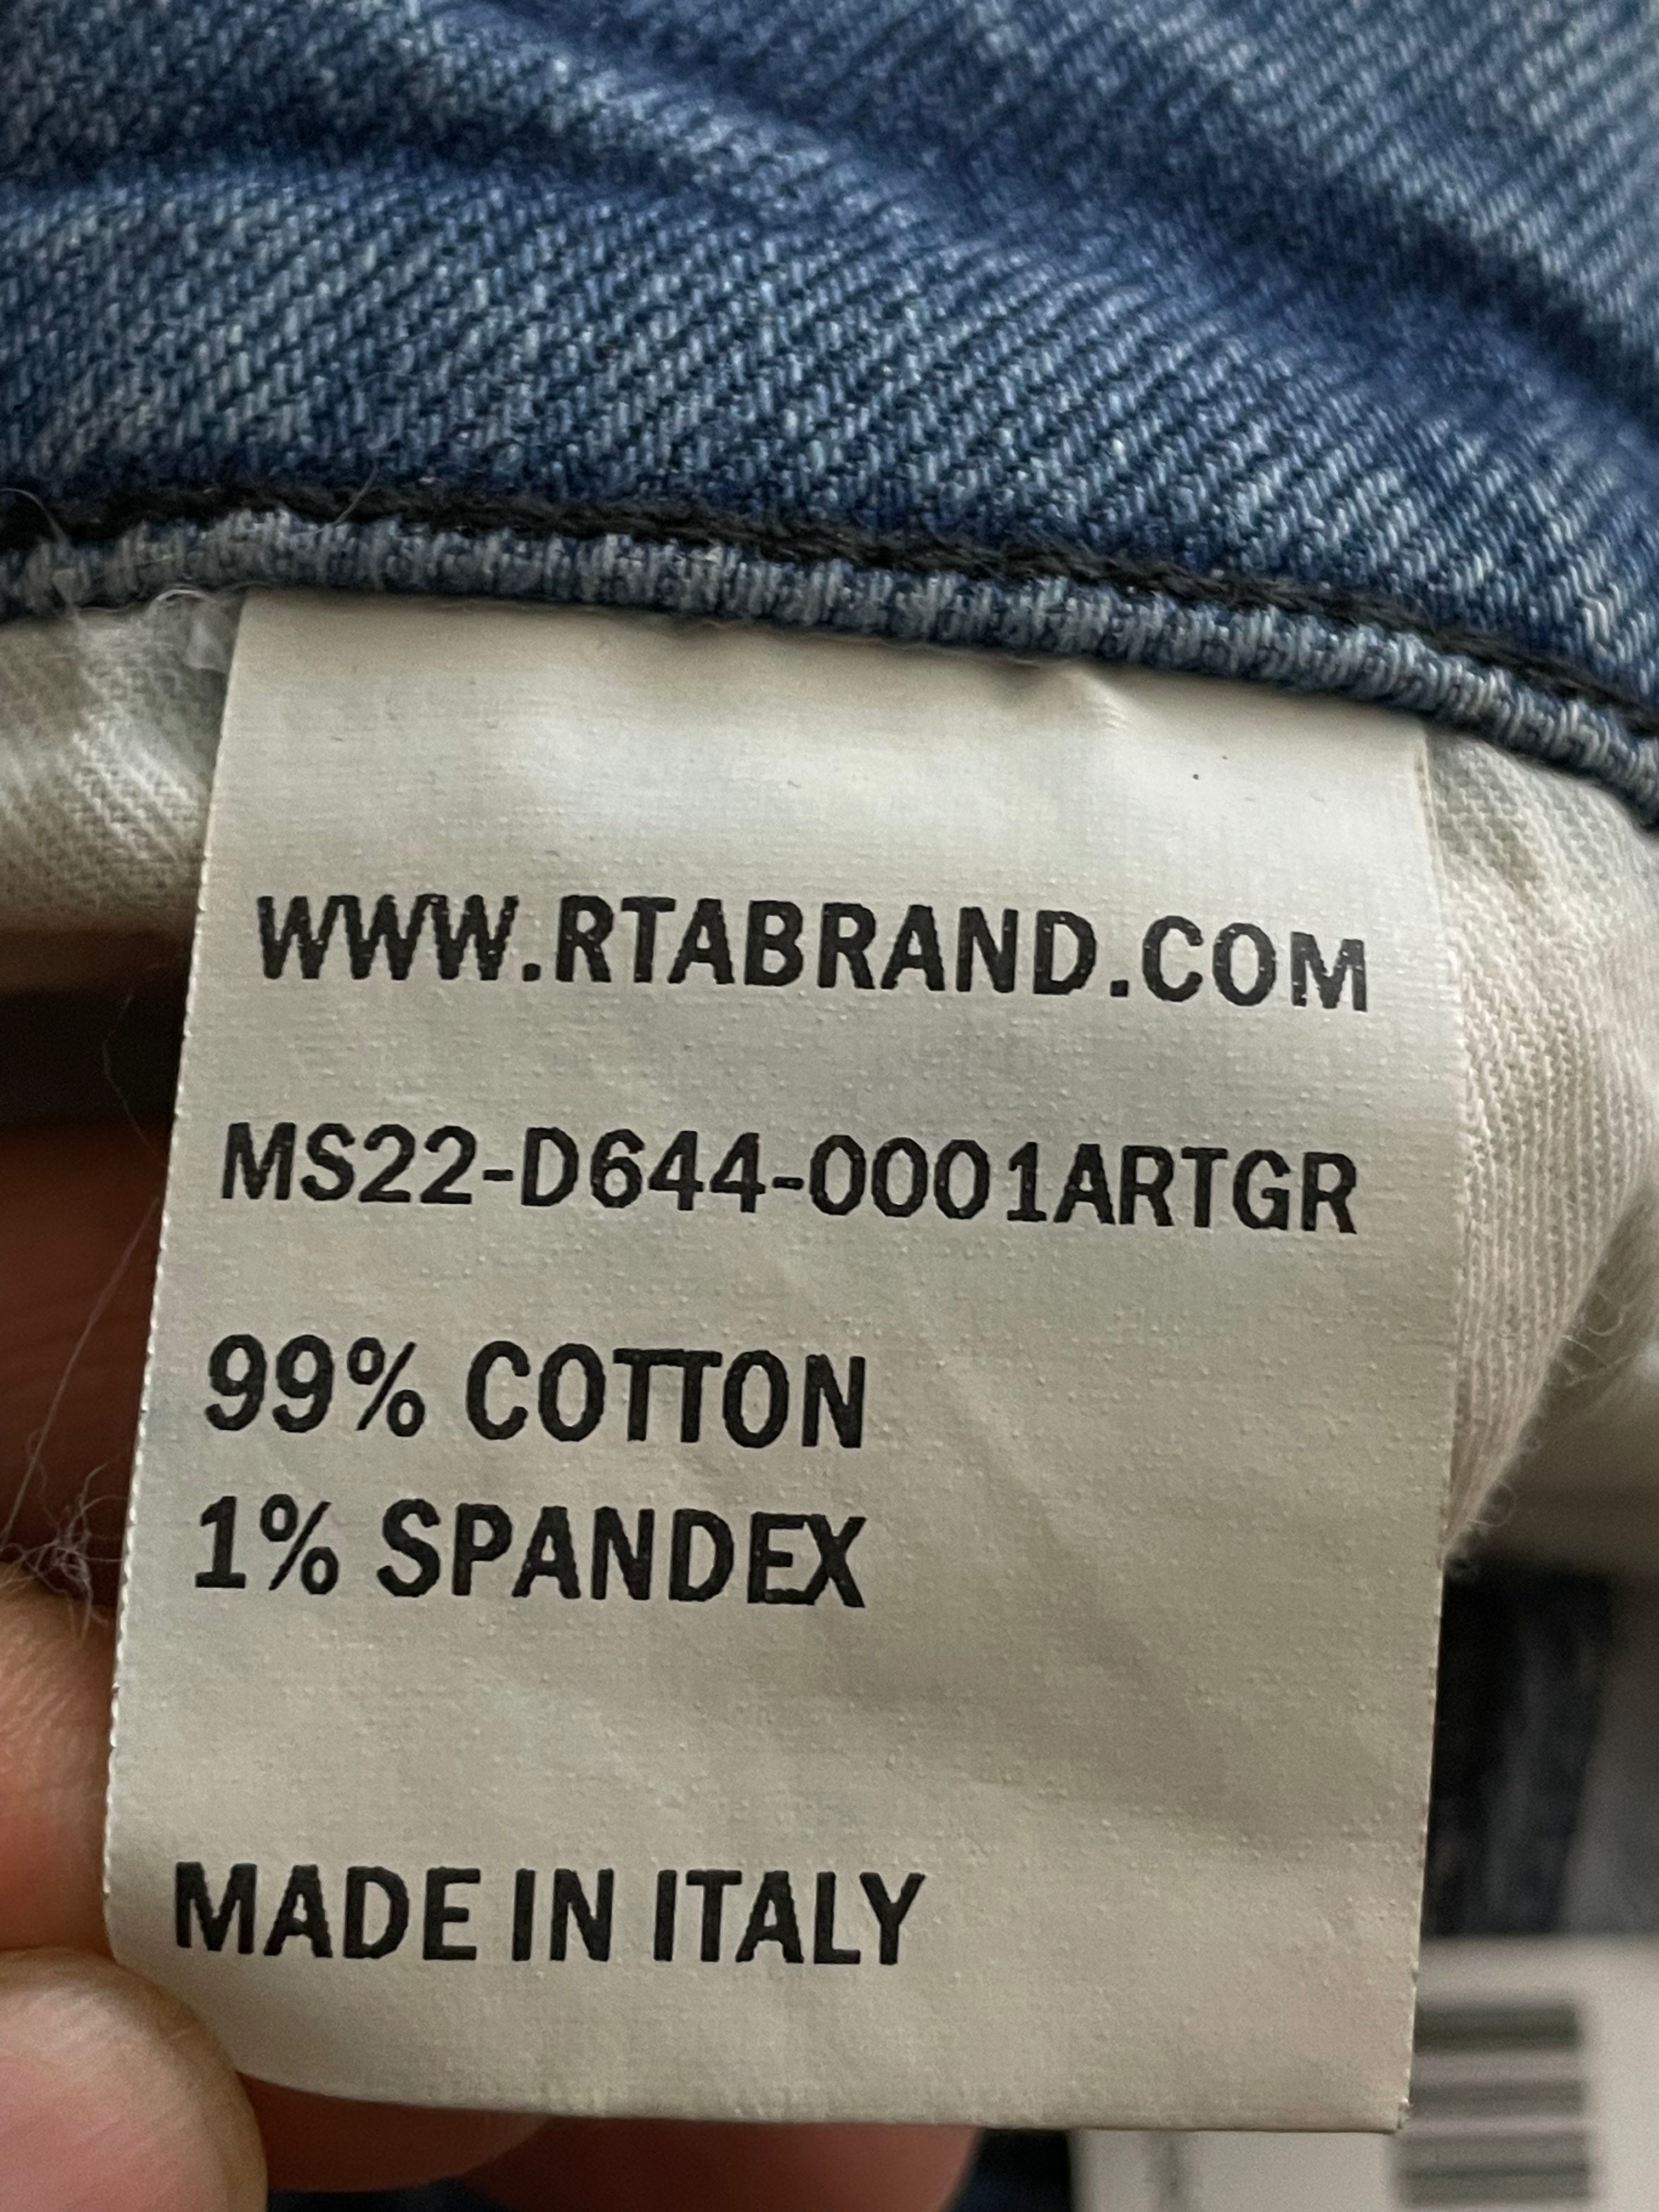 WWW.RTABRAND.COM
MS22-D644-0001ARTGR
99% COTTON
1% SPANDEX
MADE IN ITALY